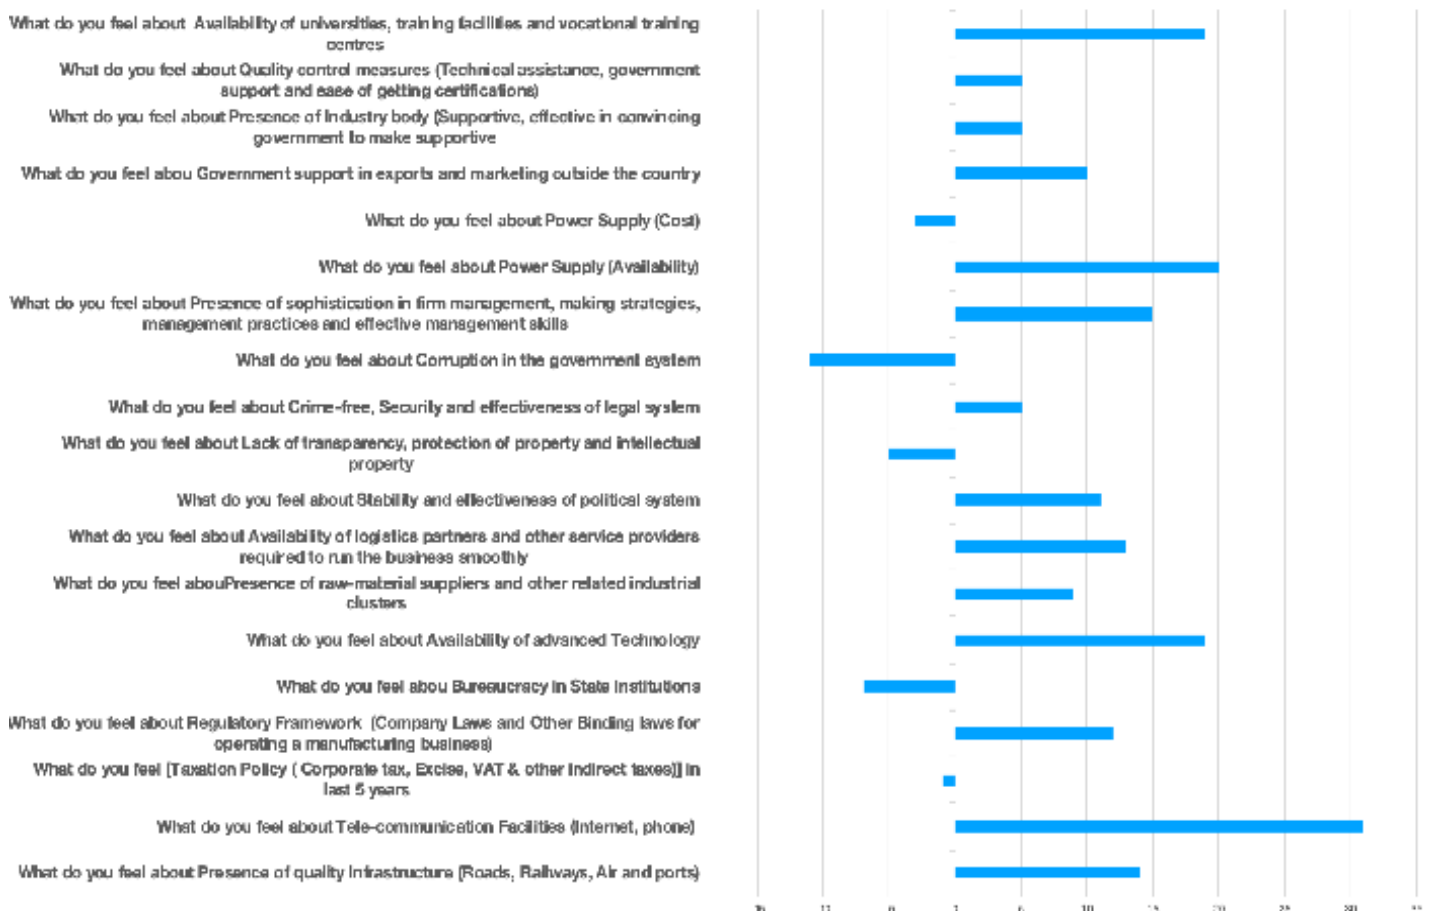 What do you feel about Availability of universities, training facilities and vocational training
centres
What do you feel about Quality control measures (Technical assistance, government
support and ease of getting certifications)
What do you feel about Presence of Industry body (Supportive, effective in convincing
government to make supportive
What do you feel abou Government support in exports and marketing outside the country
What do you feel about Power Supply (Cost)
What do you feel about Power Supply (Availability)
What do you feel about Presence of sophistication in firm management, making strategies,
management practices and effective management skills
What do you feel about Corruption in the government system
What do you feel about Crime-free, Security and effectiveness of legal system
What do you feel about Lack of transparency, protection of property and intellectual
property
What do you feel about Stability and effectiveness of political system
What do you feel about Availability of logistics partners and other service providers
required to run the business smoothly
What do you feel abouPresence of raw-material suppliers and other related industrial
clusters
What do you feel about Availability of advanced Technology
What do you feel abou Bureaucracy in State Institutions
What do you feel about Regulatory Framework (Company Laws and Other Binding laws for
operating a manufacturing business)
What do you feel [Taxation Policy ( Corporate tax, Excise, VAT & other indirect taxes)] in
last 5 years
What do you feel about Tele-communication Facilities (Internet, phone)
What do you feel about Presence of quality Infrastructure (Roads, Railways, Air and ports)